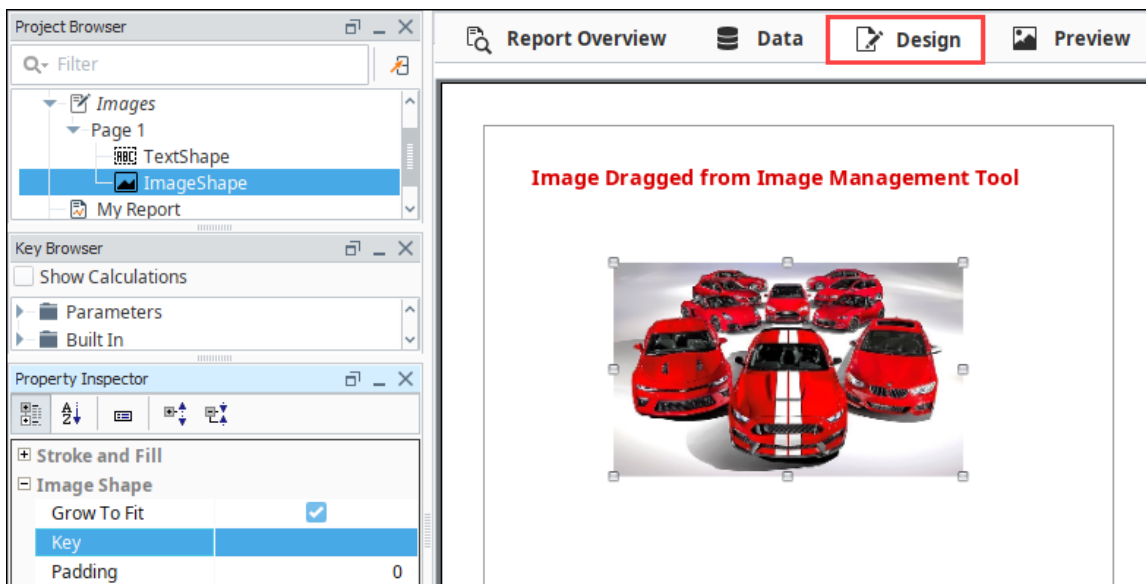 Project Browser
Filter
Images
Page 1
ABC TextShape
ImageShape
My Report
Key Browser
Show Calculations
Parameters
Built In
Property Inspector
Stroke and Fill
Image Shape
Grow To Fit
Key
Padding 0
Report Overview Data Design Preview
Image Dragged from Image Management Tool